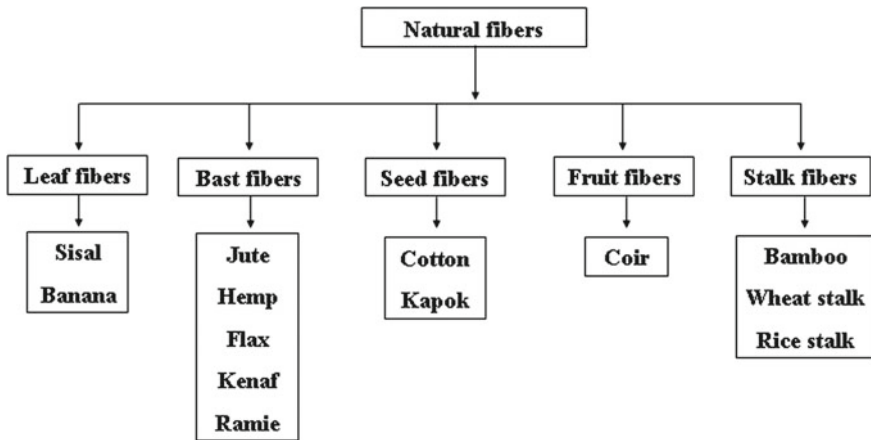 Natural fibers
Leaf fibers
Bast fibers
Seed fibers
Fruit fibers
Stalk fibers
Sisal
Banana
Jute
Hemp
Flax
Kenaf
Ramie
Cotton
Kapok
Coir
Bamboo
Wheat stalk
Rice stalk